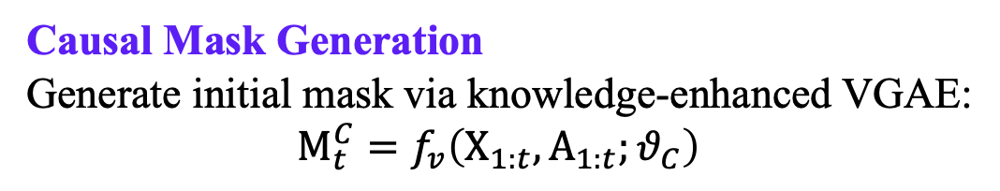 Causal Mask Generation
Generate initial mask via knowledge-enhanced VGAE:
M_t^C = f_v(X_{1:t}, A_{1:t}; ϑ_C)